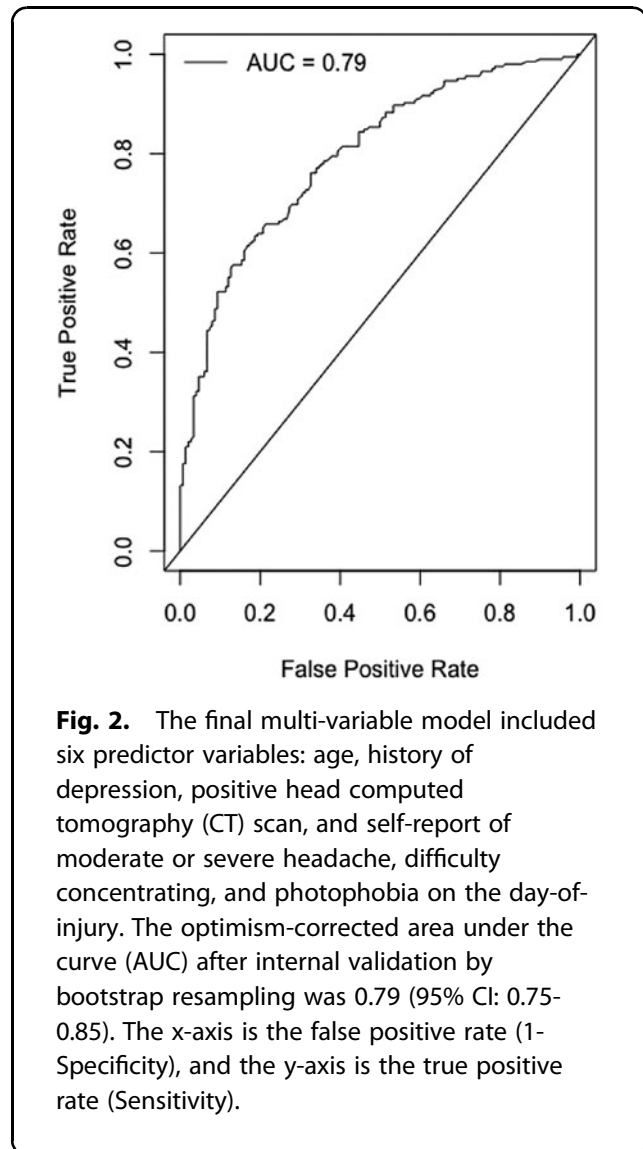 AUC = 0.79
1.0
0.8
0.6
0.4
0.2
0.0
True Positive Rate
0.0 0.2 0.4 0.6 0.8 1.0
False Positive Rate
Fig. 2. The final multi-variable model included
six predictor variables: age, history of
depression, positive head computed
tomography (CT) scan, and self-report of
moderate or severe headache, difficulty
concentrating, and photophobia on the day-of-
injury. The optimism-corrected area under the
curve (AUC) after internal validation by
bootstrap resampling was 0.79 (95% CI: 0.75-
0.85). The x-axis is the false positive rate (1-
Specificity), and the y-axis is the true positive
rate (Sensitivity).